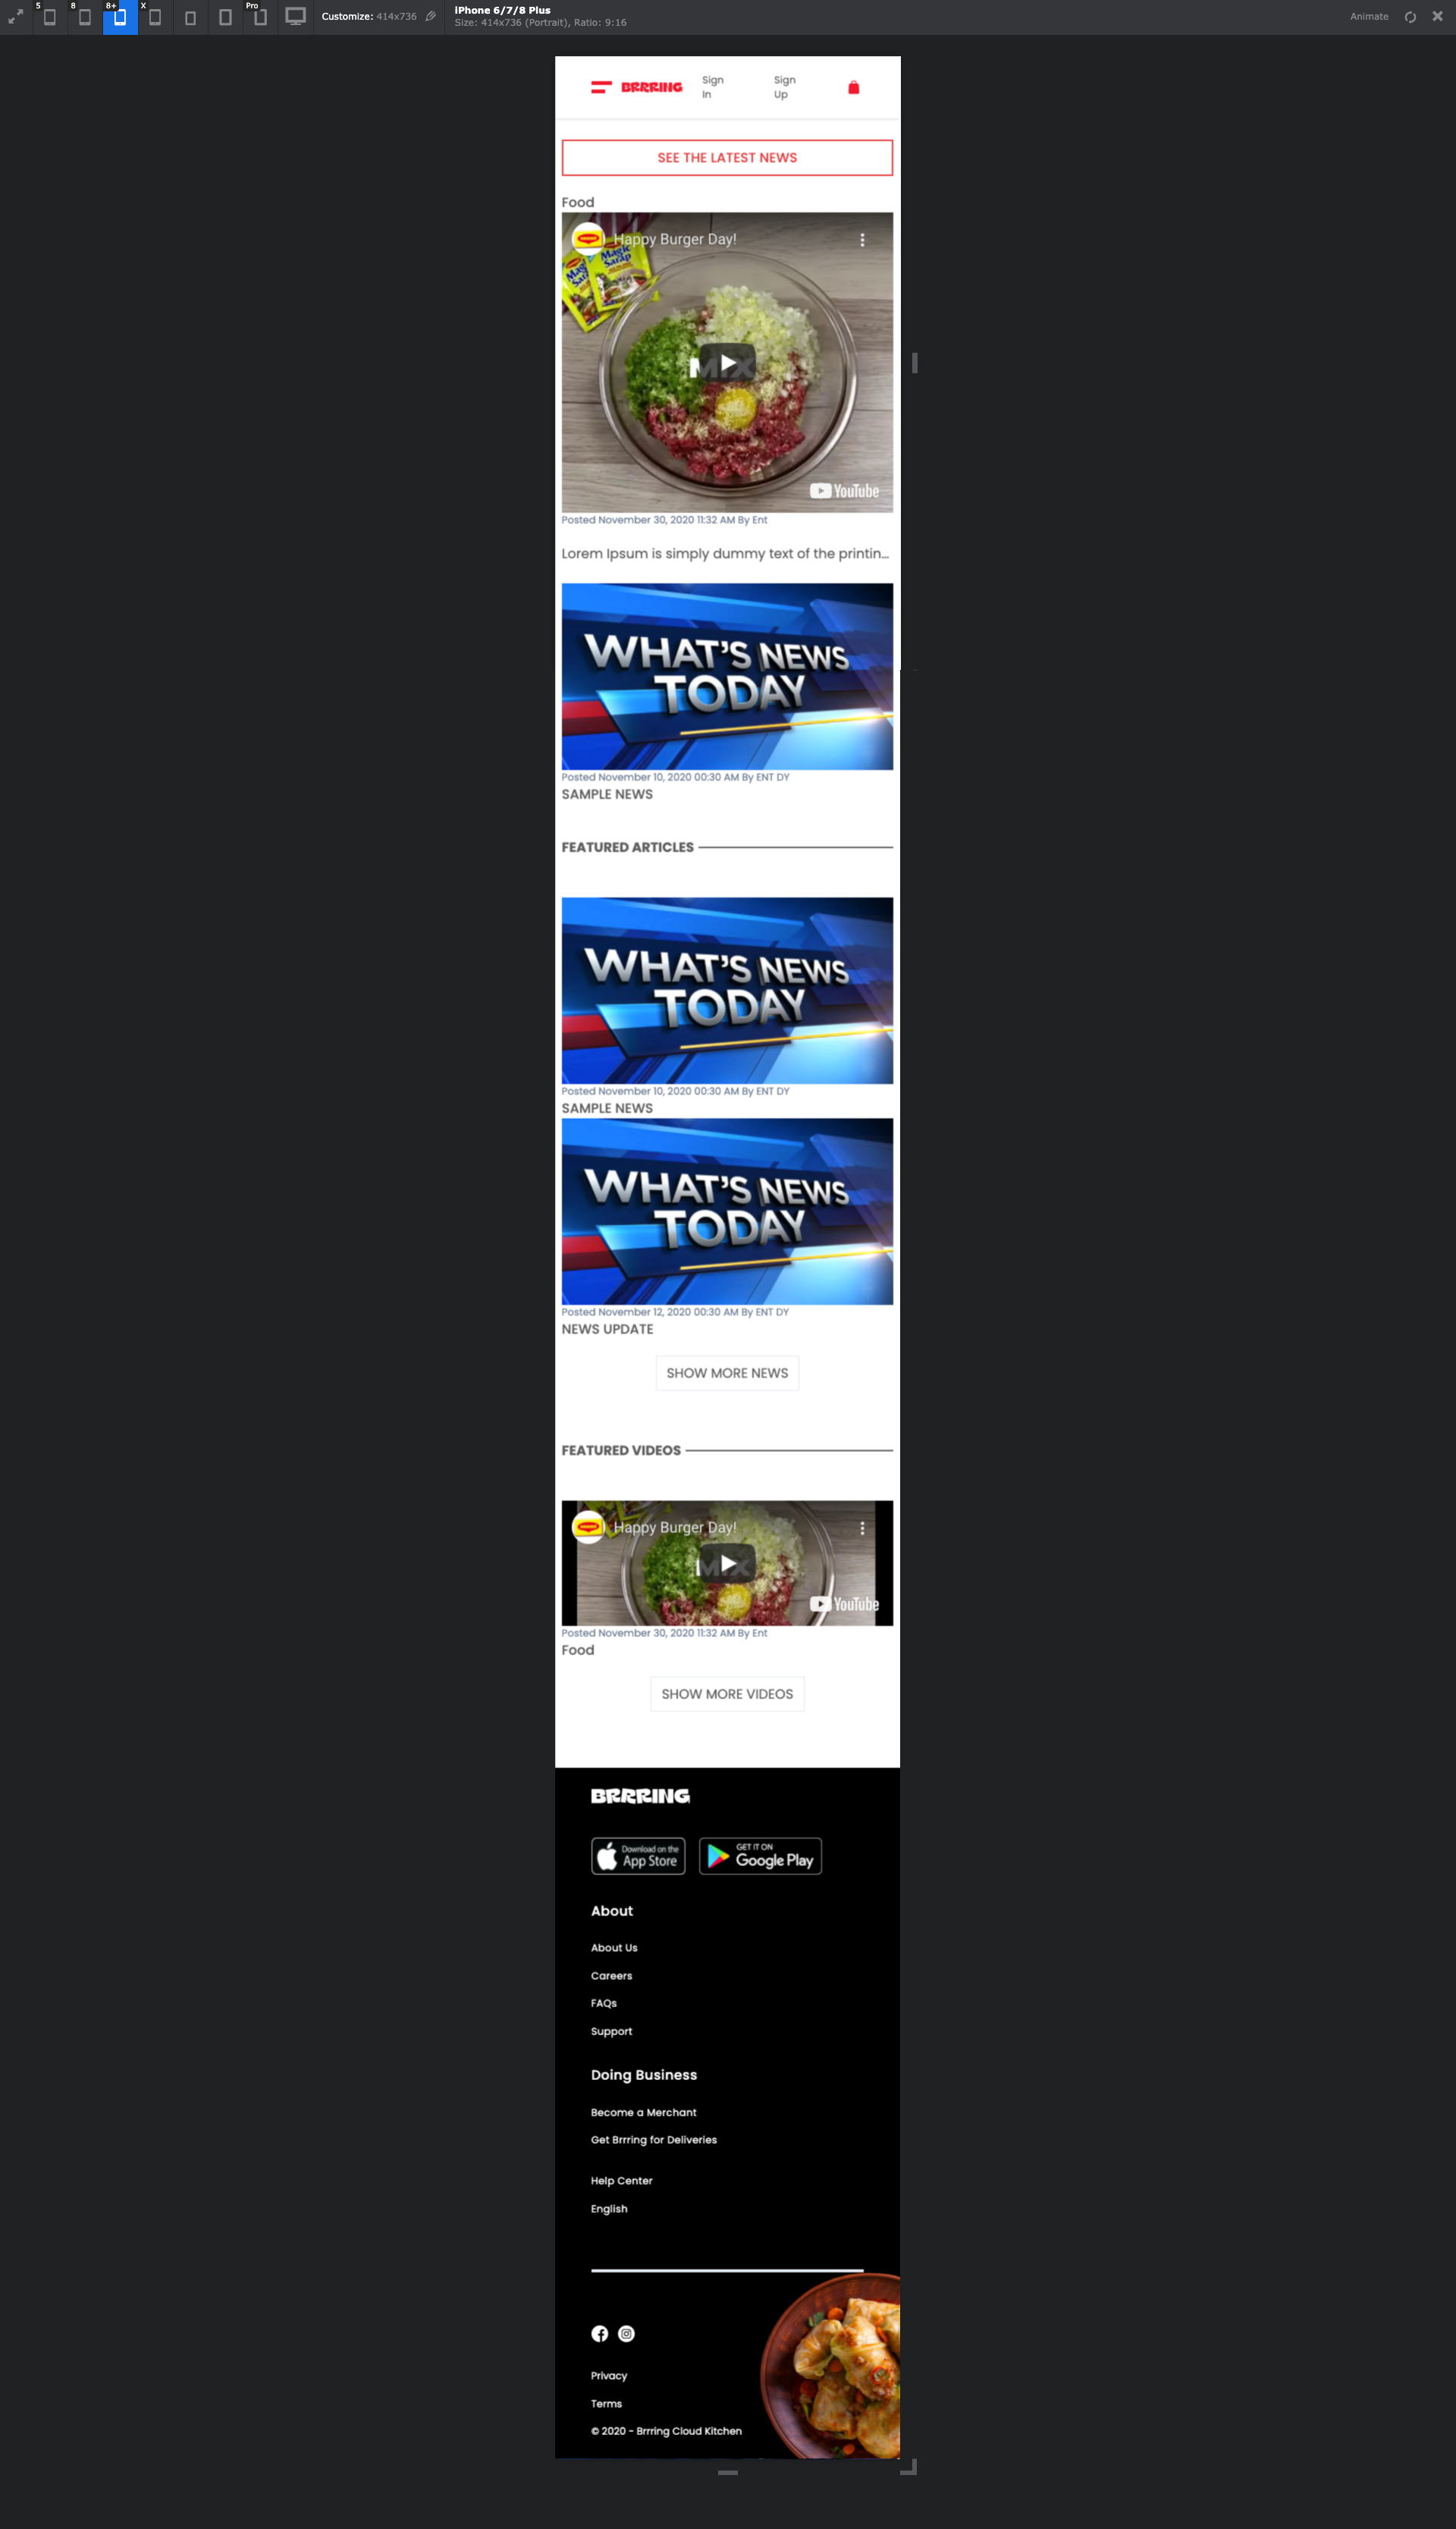 5
8
8+
X
Pro
Customize: 414x736
iPhone 6/7/8 Plus
Size: 414x736 (Portrait), Ratio: 9:16
Animate
BRRRING
Sign
In
Sign
Up
SEE THE LATEST NEWS
Food
Happy Burger Day!
Magic
Sarap
MIX
YouTube
Posted November 30, 2020 11:32 AM By Ent
Lorem Ipsum is simply dummy text of the printin...
WHAT'S NEWS
TODAY
Posted November 10, 2020 00:30 AM By ENT DY
SAMPLE NEWS
FEATURED ARTICLES
WHAT'S NEWS
TODAY
Posted November 10, 2020 00:30 AM By ENT DY
SAMPLE NEWS
WHAT'S NEWS
TODAY
Posted November 12, 2020 00:30 AM By ENT DY
NEWS UPDATE
SHOW MORE NEWS
FEATURED VIDEOS
Happy Burger Day!
MIX
YouTube
Posted November 30, 2020 11:32 AM By Ent
Food
SHOW MORE VIDEOS
BRRRING
Download on the
App Store
GET IT ON
Google Play
About
About Us
Careers
FAQs
Support
Doing Business
Become a Merchant
Get Brrring for Deliveries
Help Center
English
Privacy
Terms
© 2020 - Brrring Cloud Kitchen